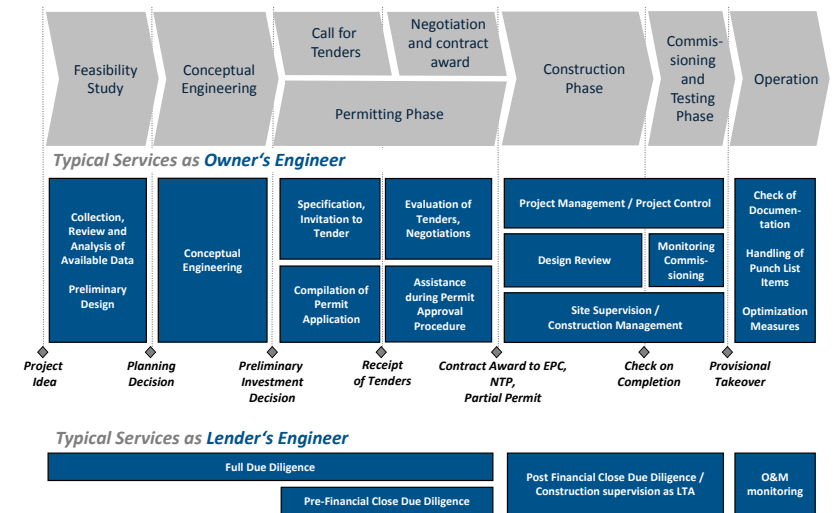 Feasibility
Study
Conceptual
Engineering
Call for
Tenders
Negotiation
and contract
award
Permitting Phase
Construction
Phase
Commis-
sioning
and
Testing
Phase
Operation
Typical Services as Owner‘s Engineer
Collection,
Review and
Analysis of
Available Data
Preliminary
Design
Conceptual
Engineering
Specification,
Invitation to
Tender
Evaluation of
Tenders,
Negotiations
Compilation of
Permit
Application
Assistance
during Permit
Approval
Procedure
Project Management / Project Control
Design Review
Monitoring
Commis-
sioning
Site Supervision /
Construction Management
Check of
Documen-
tation
Handling of
Punch List
Items
Optimization
Measures
Project
Idea
Planning
Decision
Preliminary
Investment
Decision
Receipt
of Tenders
Contract Award to EPC,
NTP,
Partial Permit
Check on
Completion
Provisional
Takeover
Typical Services as Lender‘s Engineer
Full Due Diligence
Pre-Financial Close Due Diligence
Post Financial Close Due Diligence /
Construction supervision as LTA
O&M
monitoring